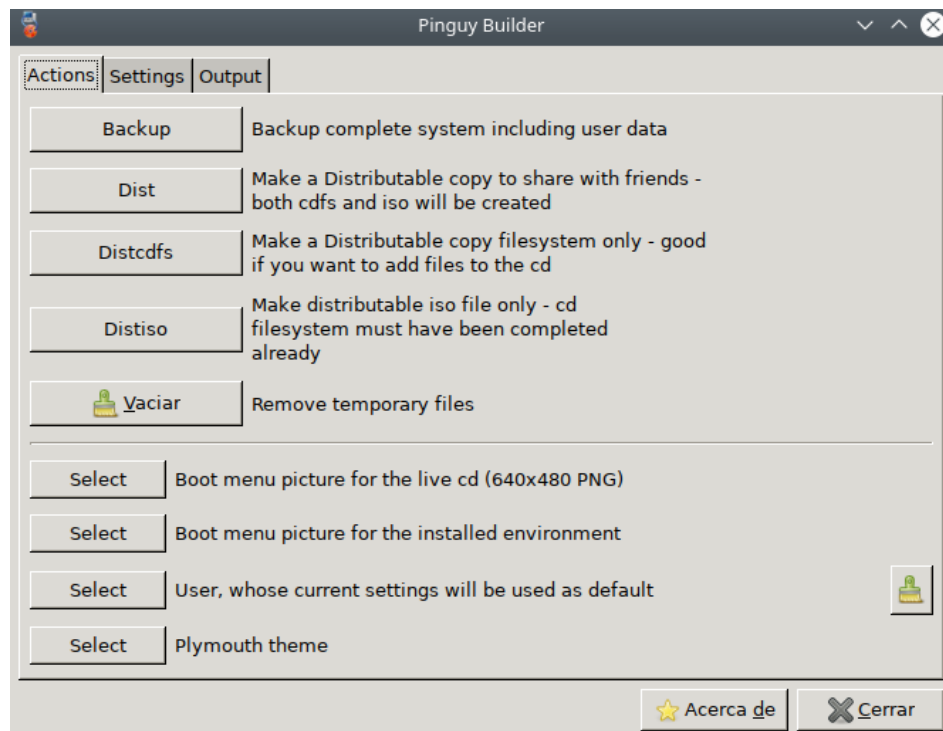 Pinguy Builder
Actions Settings Output
Backup Backup complete system including user data
Dist Make a Distributable copy to share with friends -
both cdfs and iso will be created
Distcdfs Make a Distributable copy filesystem only - good
if you want to add files to the cd
Distiso Make distributable iso file only - cd
filesystem must have been completed
already
Vaciar Remove temporary files
Select Boot menu picture for the live cd (640x480 PNG)
Select Boot menu picture for the installed environment
Select User, whose current settings will be used as default
Select Plymouth theme
Acerca de Cerrar